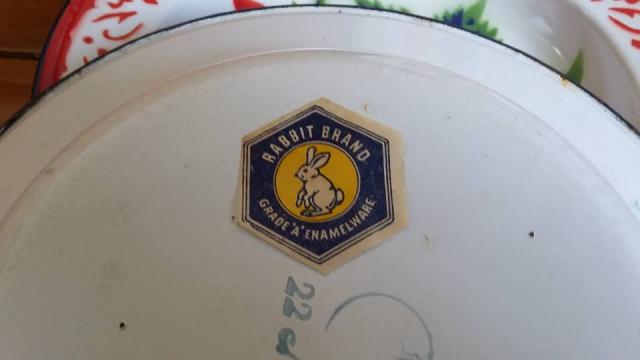 RABBIT BRAND
GRADE 'A' ENAMELWARE
22